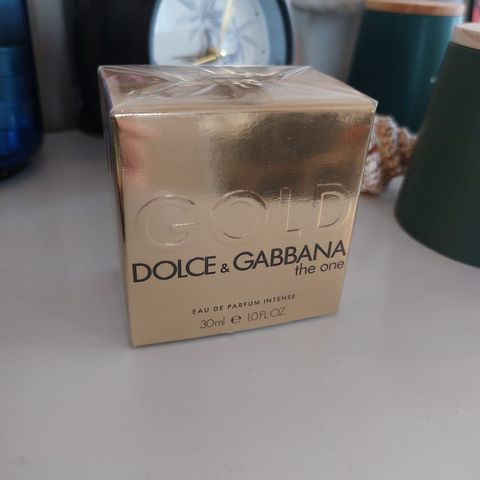 GOLD
DOLCE & GABBANA
the one
EAU DE PARFUM INTENSE
30ml e 1.0 FL.OZ.